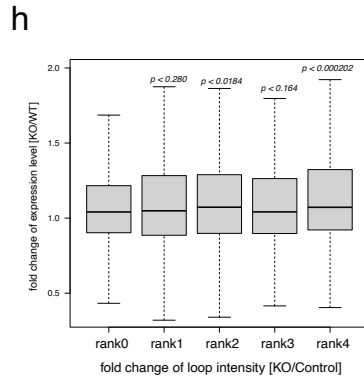 h
fold change of expression level [KO/WT]
2.0
1.5
1.0
0.5
p < 0.280
p < 0.0184
p < 0.164
p < 0.000202
rank0 rank1 rank2 rank3 rank4
fold change of loop intensity [KO/Control]